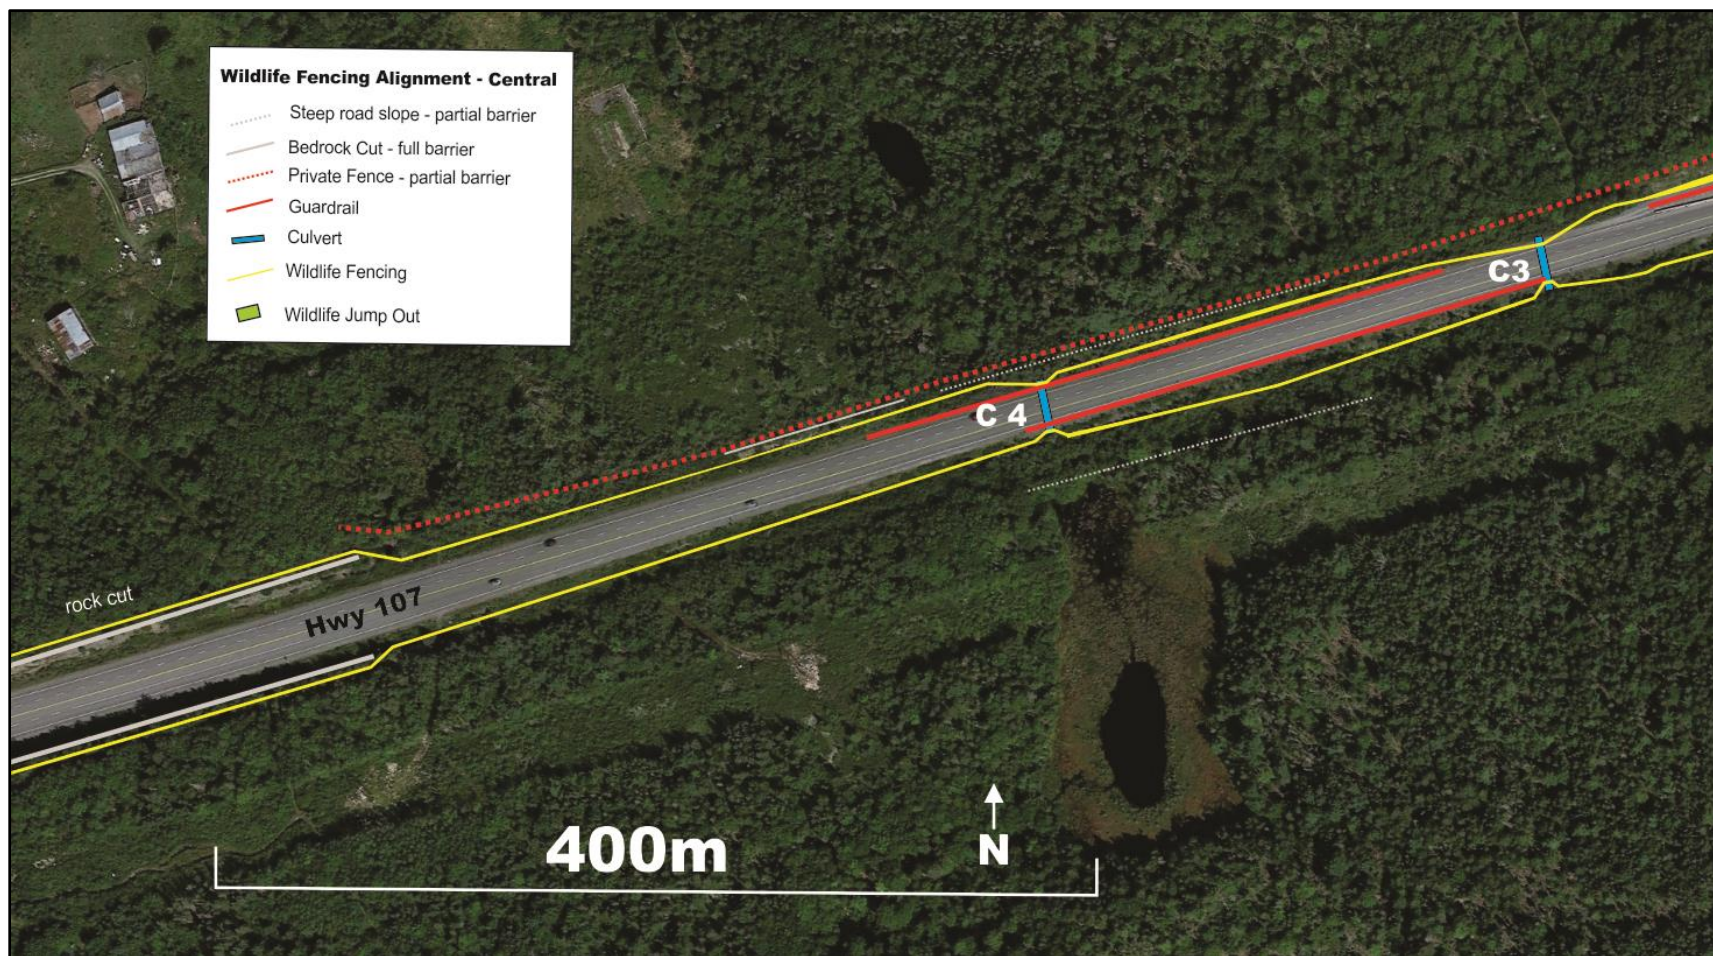 Wildlife Fencing Alignment - Central
Steep road slope - partial barrier
Bedrock Cut - full barrier
Private Fence - partial barrier
Guardrail
Culvert
Wildlife Fencing
Wildlife Jump Out
C3
C 4
rock cut
Hwy 107
400m
N